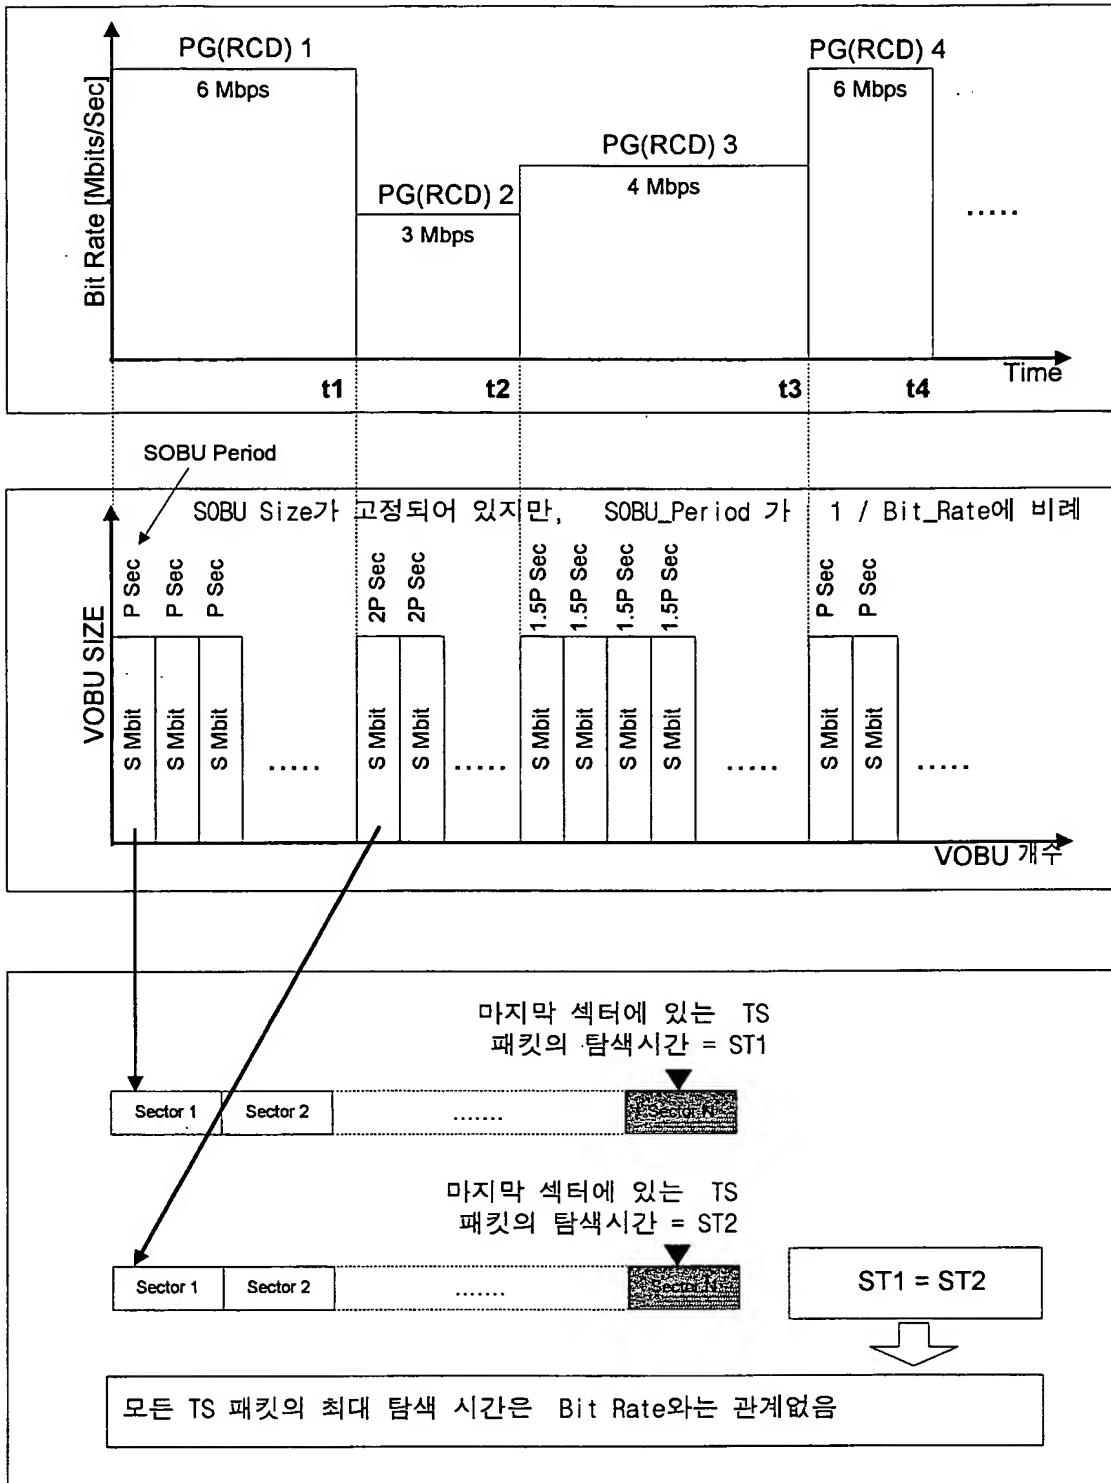 PG(RCD) 1
PG(RCD) 4
6 Mbps
6 Mbps
PG(RCD) 3
4 Mbps
PG(RCD) 2
3 Mbps
.....
Bit Rate [Mbits/Sec]
t1
t2
t3
t4
Time
SOBU Period
SOBU Size가 고정되어 있지만, SOBU_Period 가 1 / Bit_Rate에 비례
VOBU SIZE
P Sec
P Sec
P Sec
2P Sec
2P Sec
1.5P Sec
1.5P Sec
1.5P Sec
1.5P Sec
P Sec
P Sec
S Mbit
S Mbit
S Mbit
.....
S Mbit
S Mbit
.....
S Mbit
S Mbit
S Mbit
S Mbit
.....
S Mbit
S Mbit
.....
VOBU 개수
마지막 섹터에 있는 TS
패킷의 탐색시간 = ST1
Sector 1
Sector 2
.......
Sector N
마지막 섹터에 있는 TS
패킷의 탐색시간 = ST2
Sector 1
Sector 2
.......
Sector N
ST1 = ST2
모든 TS 패킷의 최대 탐색 시간은 Bit Rate와는 관계없음